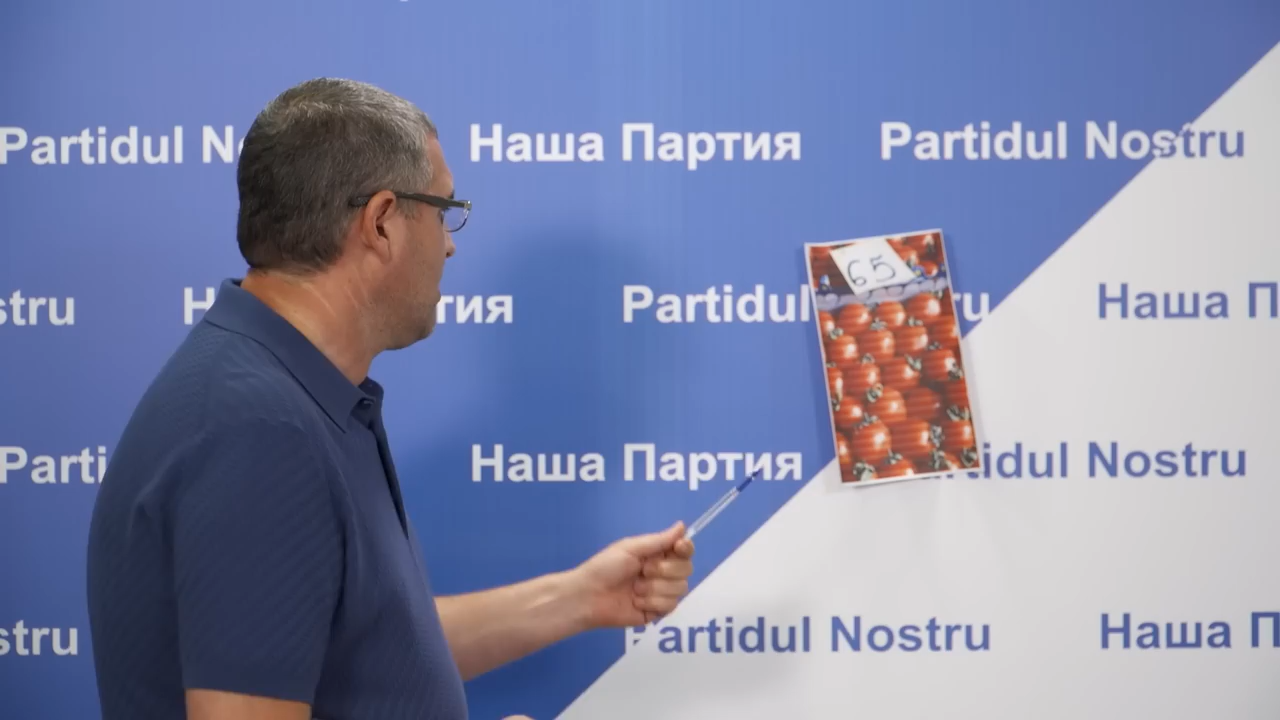 Partidul No Наша Партия Partidul Nostru
65
stru Н тия Partidul u Наша П
Parti Наша Партия idul Nostru
stru Partidul Nostru Наша П